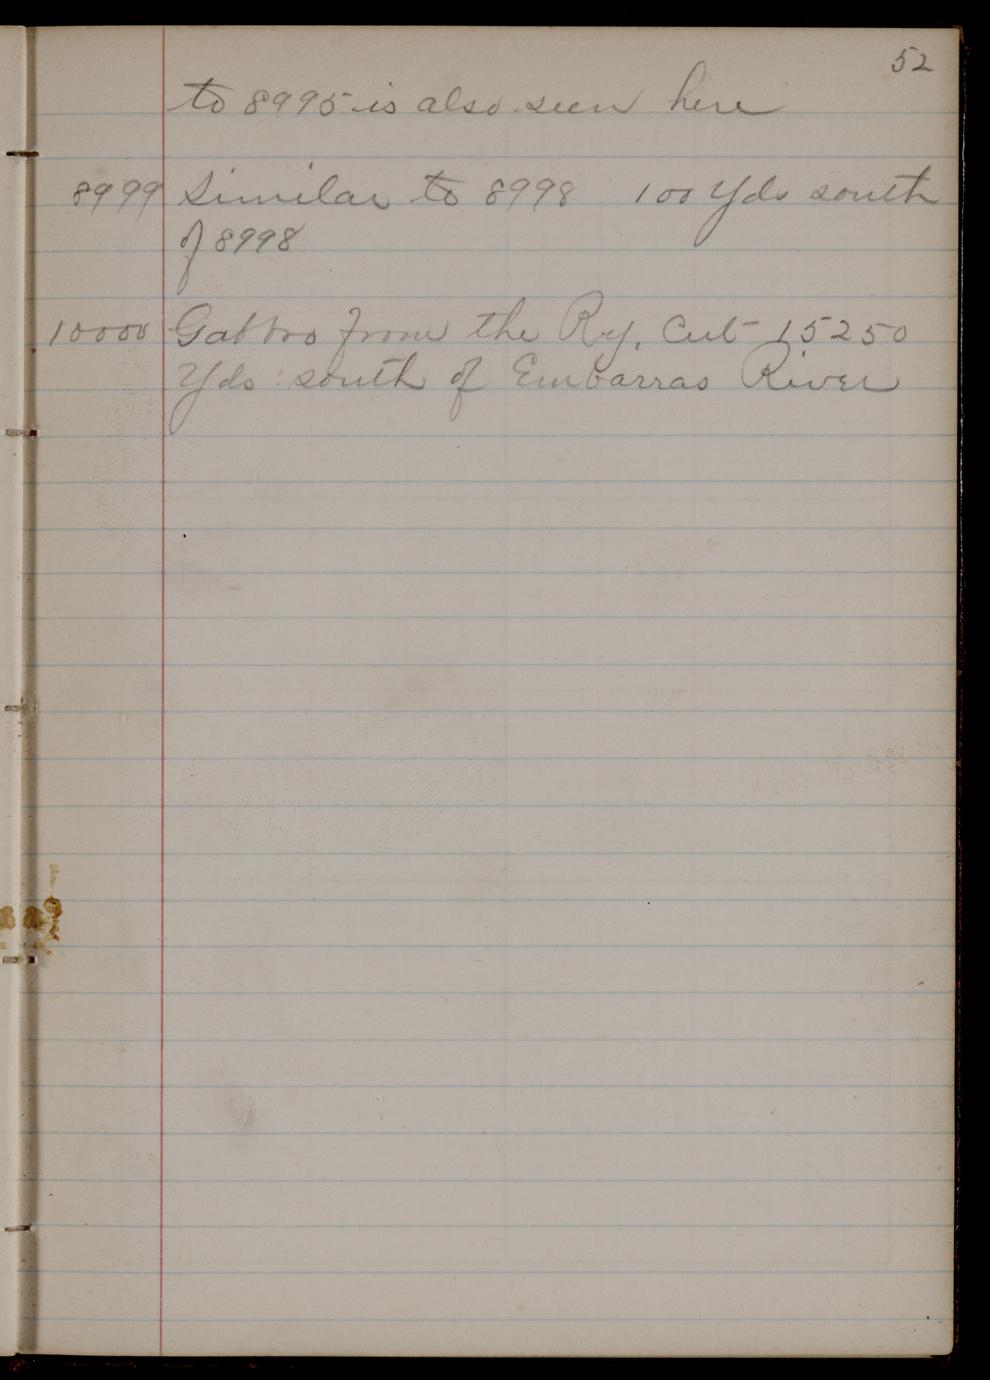 52
to 8995 is also seen here
8999 Similar to 8998 100 Yds south
of 8998
10000 Gabbro from the Ry. Cut 15250
Yds south of Embarras River